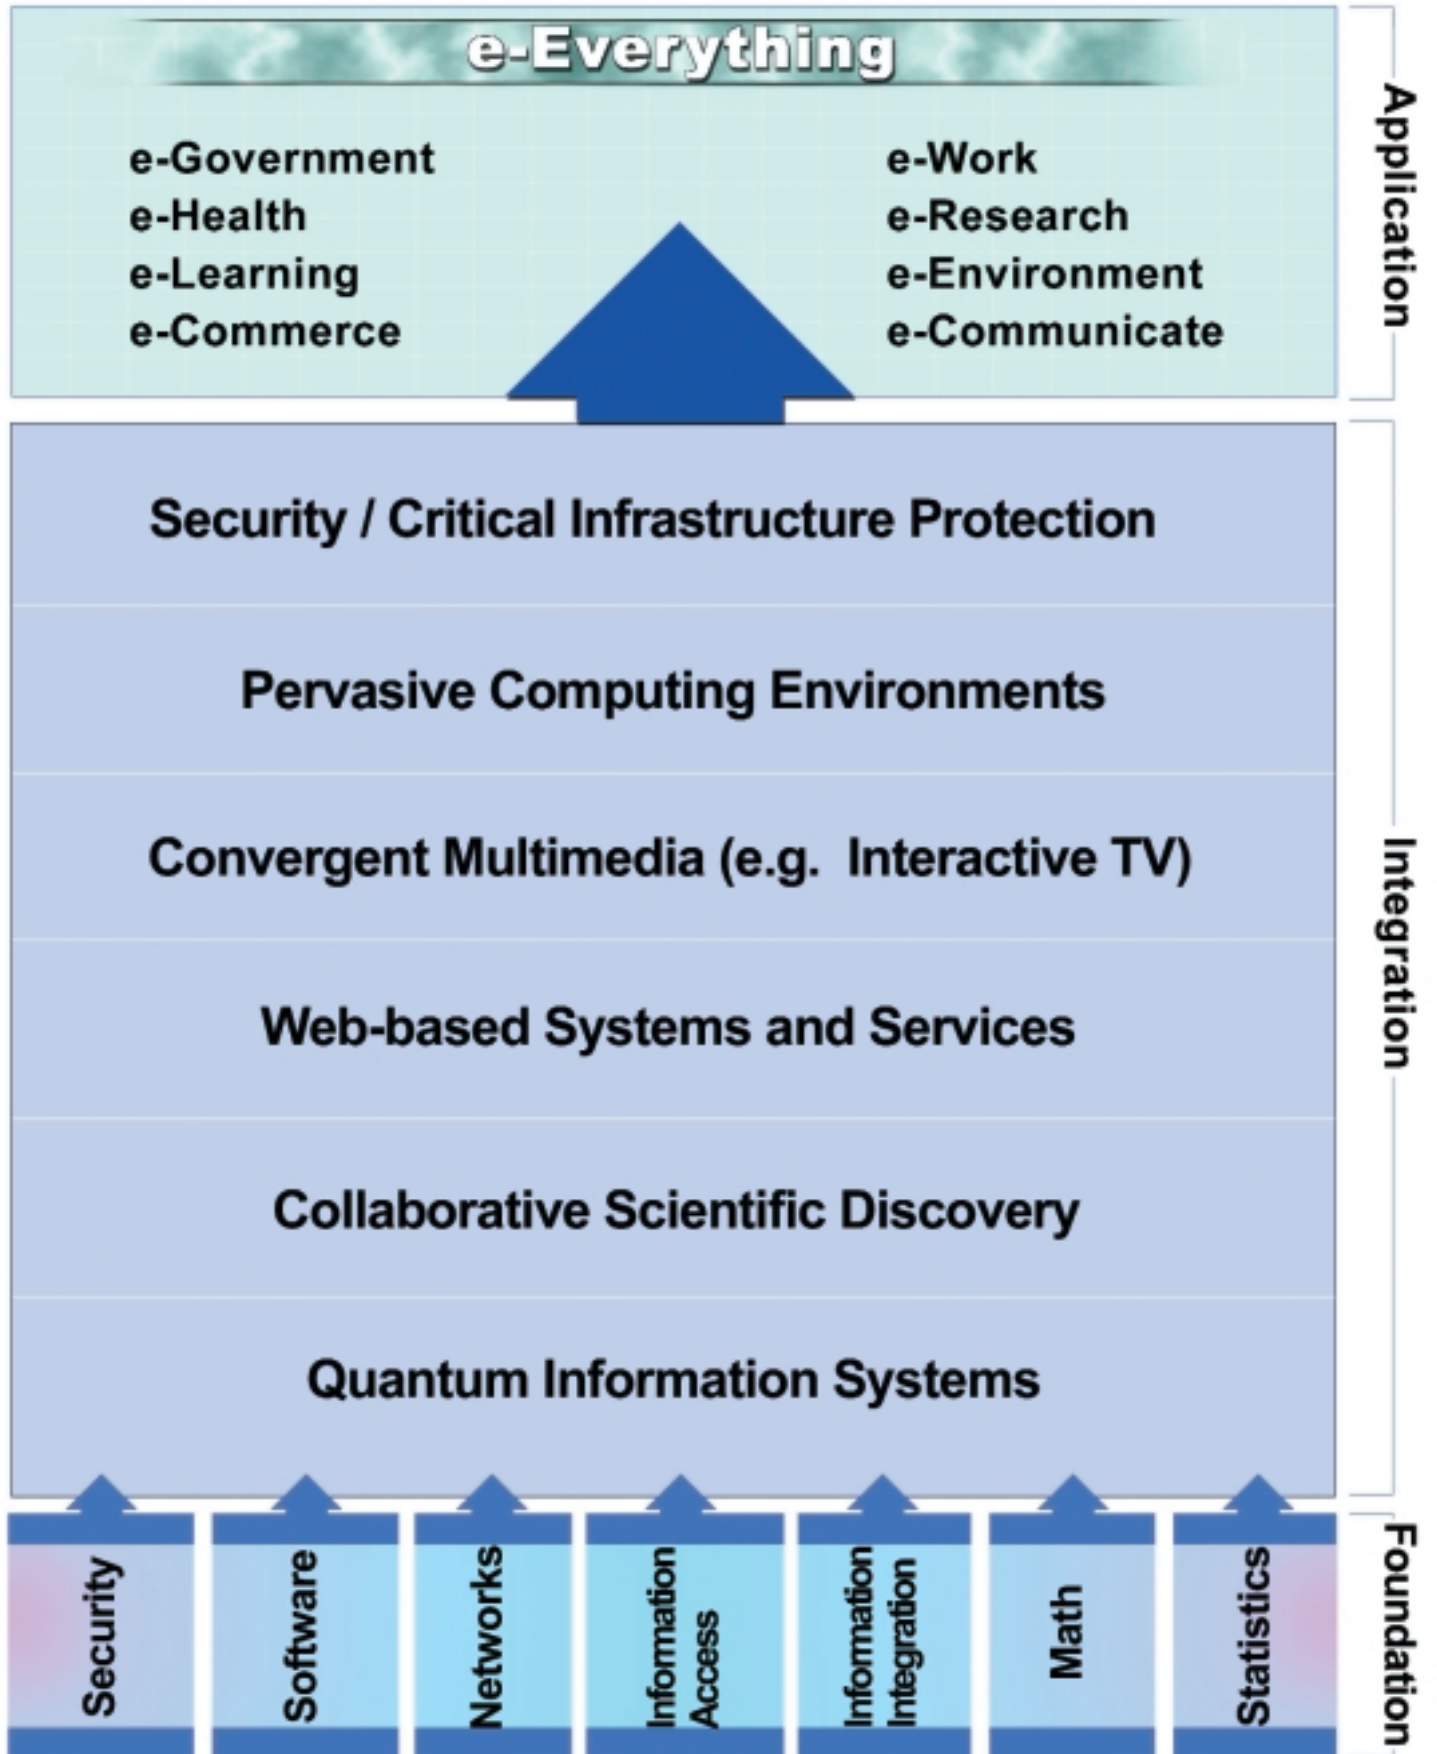 e-Everything
e-Government
e-Health
e-Learning
e-Commerce
e-Work
e-Research
e-Environment
e-Communicate
Application
Security / Critical Infrastructure Protection
Pervasive Computing Environments
Convergent Multimedia (e.g. Interactive TV)
Web-based Systems and Services
Collaborative Scientific Discovery
Quantum Information Systems
Integration
Security
Software
Networks
Information
Access
Information
Integration
Math
Statistics
Foundation